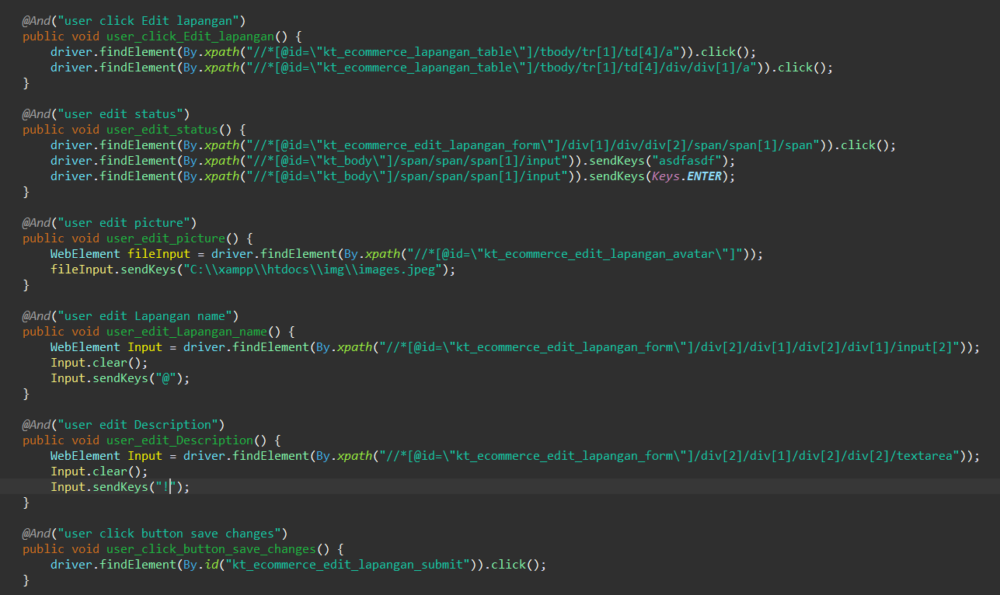 @And("user click Edit lapangan")
public void user_click_Edit_lapangan() {
    driver.findElement(By.xpath("//*[@id=\"kt_ecommerce_lapangan_table\"]/tbody/tr[1]/td[4]/a")).click();
    driver.findElement(By.xpath("//*[@id=\"kt_ecommerce_lapangan_table\"]/tbody/tr[1]/td[4]/div/div[1]/a")).click();
}

@And("user edit status")
public void user_edit_status() {
    driver.findElement(By.xpath("//*[@id=\"kt_ecommerce_edit_lapangan_form\"]/div[1]/div/div[2]/span/span[1]/span")).click();
    driver.findElement(By.xpath("//*[@id=\"kt_body\"]/span/span/span[1]/input")).sendKeys("asdfasdf");
    driver.findElement(By.xpath("//*[@id=\"kt_body\"]/span/span/span[1]/input")).sendKeys(Keys.ENTER);
}

@And("user edit picture")
public void user_edit_picture() {
    WebElement fileInput = driver.findElement(By.xpath("//*[@id=\"kt_ecommerce_edit_lapangan_avatar\"]"));
    fileInput.sendKeys("C:\\xampp\\htdocs\\img\\images.jpeg");
}

@And("user edit Lapangan name")
public void user_edit_Lapangan_name() {
    WebElement Input = driver.findElement(By.xpath("//*[@id=\"kt_ecommerce_edit_lapangan_form\"]/div[2]/div[1]/div[2]/div[1]/input[2]"));
    Input.clear();
    Input.sendKeys("@");
}

@And("user edit Description")
public void user_edit_Description() {
    WebElement Input = driver.findElement(By.xpath("//*[@id=\"kt_ecommerce_edit_lapangan_form\"]/div[2]/div[1]/div[2]/div[2]/textarea"));
    Input.clear();
    Input.sendKeys("!");
}

@And("user click button save changes")
public void user_click_button_save_changes() {
    driver.findElement(By.id("kt_ecommerce_edit_lapangan_submit")).click();
}